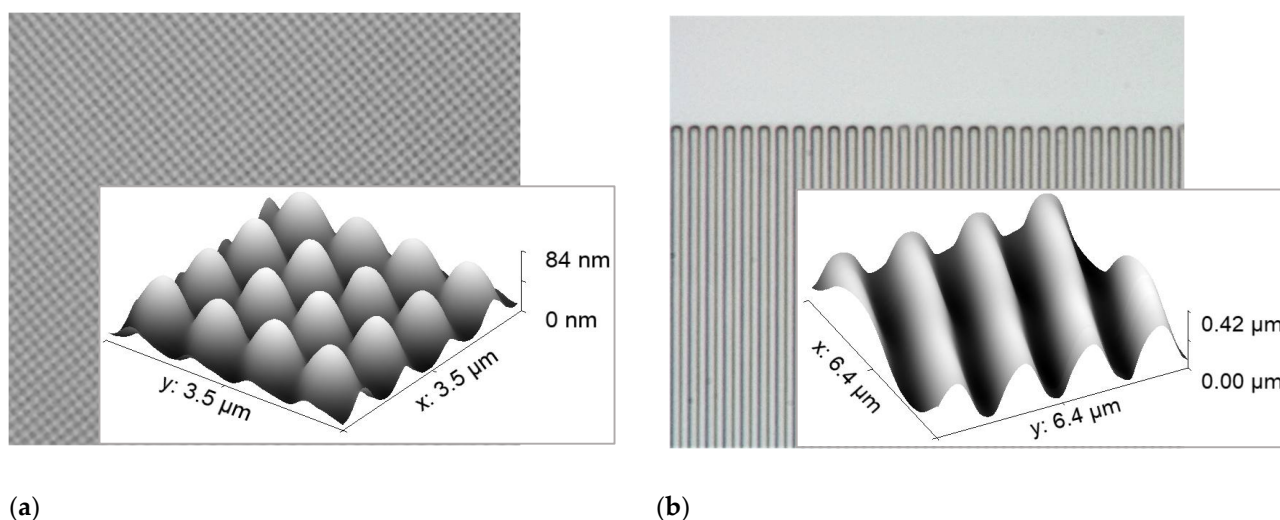 84 nm
0 nm
y: 3.5 µm
x: 3.5 µm
0.42 µm
0.00 µm
x: 6.4 µm
y: 6.4 µm
(a)
(b)